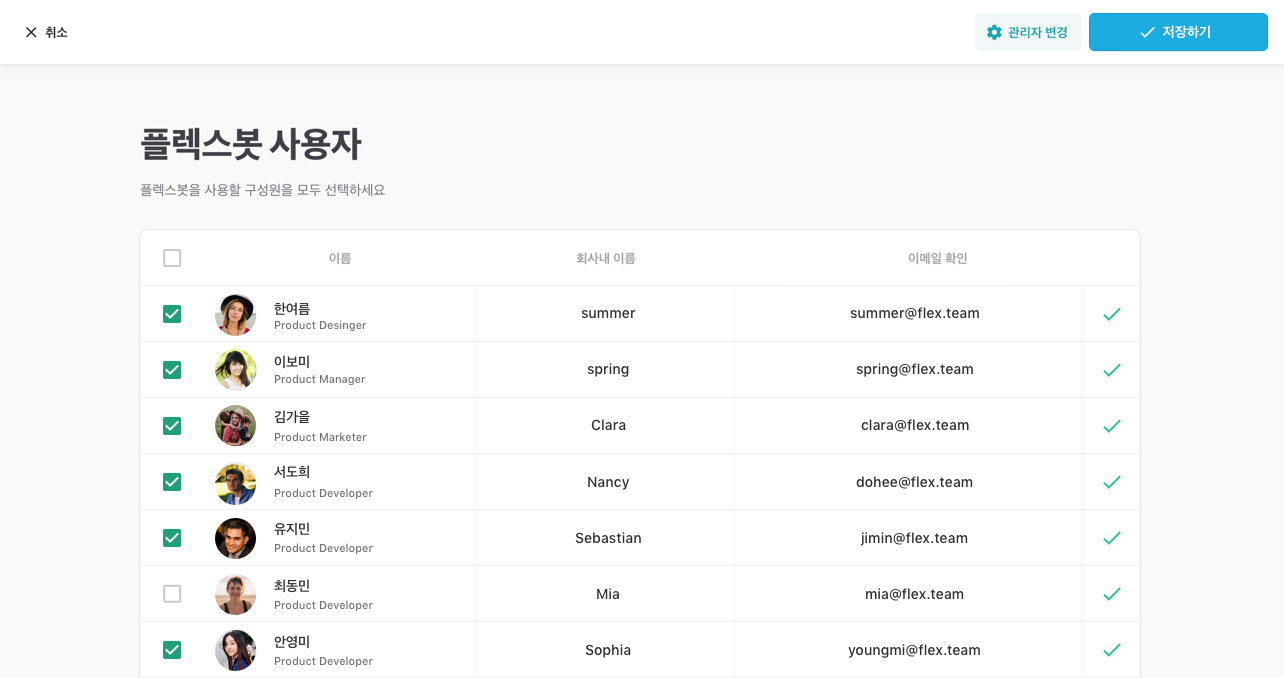 취소
관리자 변경
저장하기
플렉스봇 사용자
플렉스봇을 사용할 구성원을 모두 선택하세요
이름 회사내 이름 이메일 확인
한여름
Product Desinger
summer
summer@flex.team
이보미
Product Manager
spring
spring@flex.team
김가을
Product Marketer
Clara
clara@flex.team
서도희
Product Developer
Nancy
dohee@flex.team
유지민
Product Developer
Sebastian
jimin@flex.team
최동민
Product Developer
Mia
mia@flex.team
안영미
Product Developer
Sophia
youngmi@flex.team